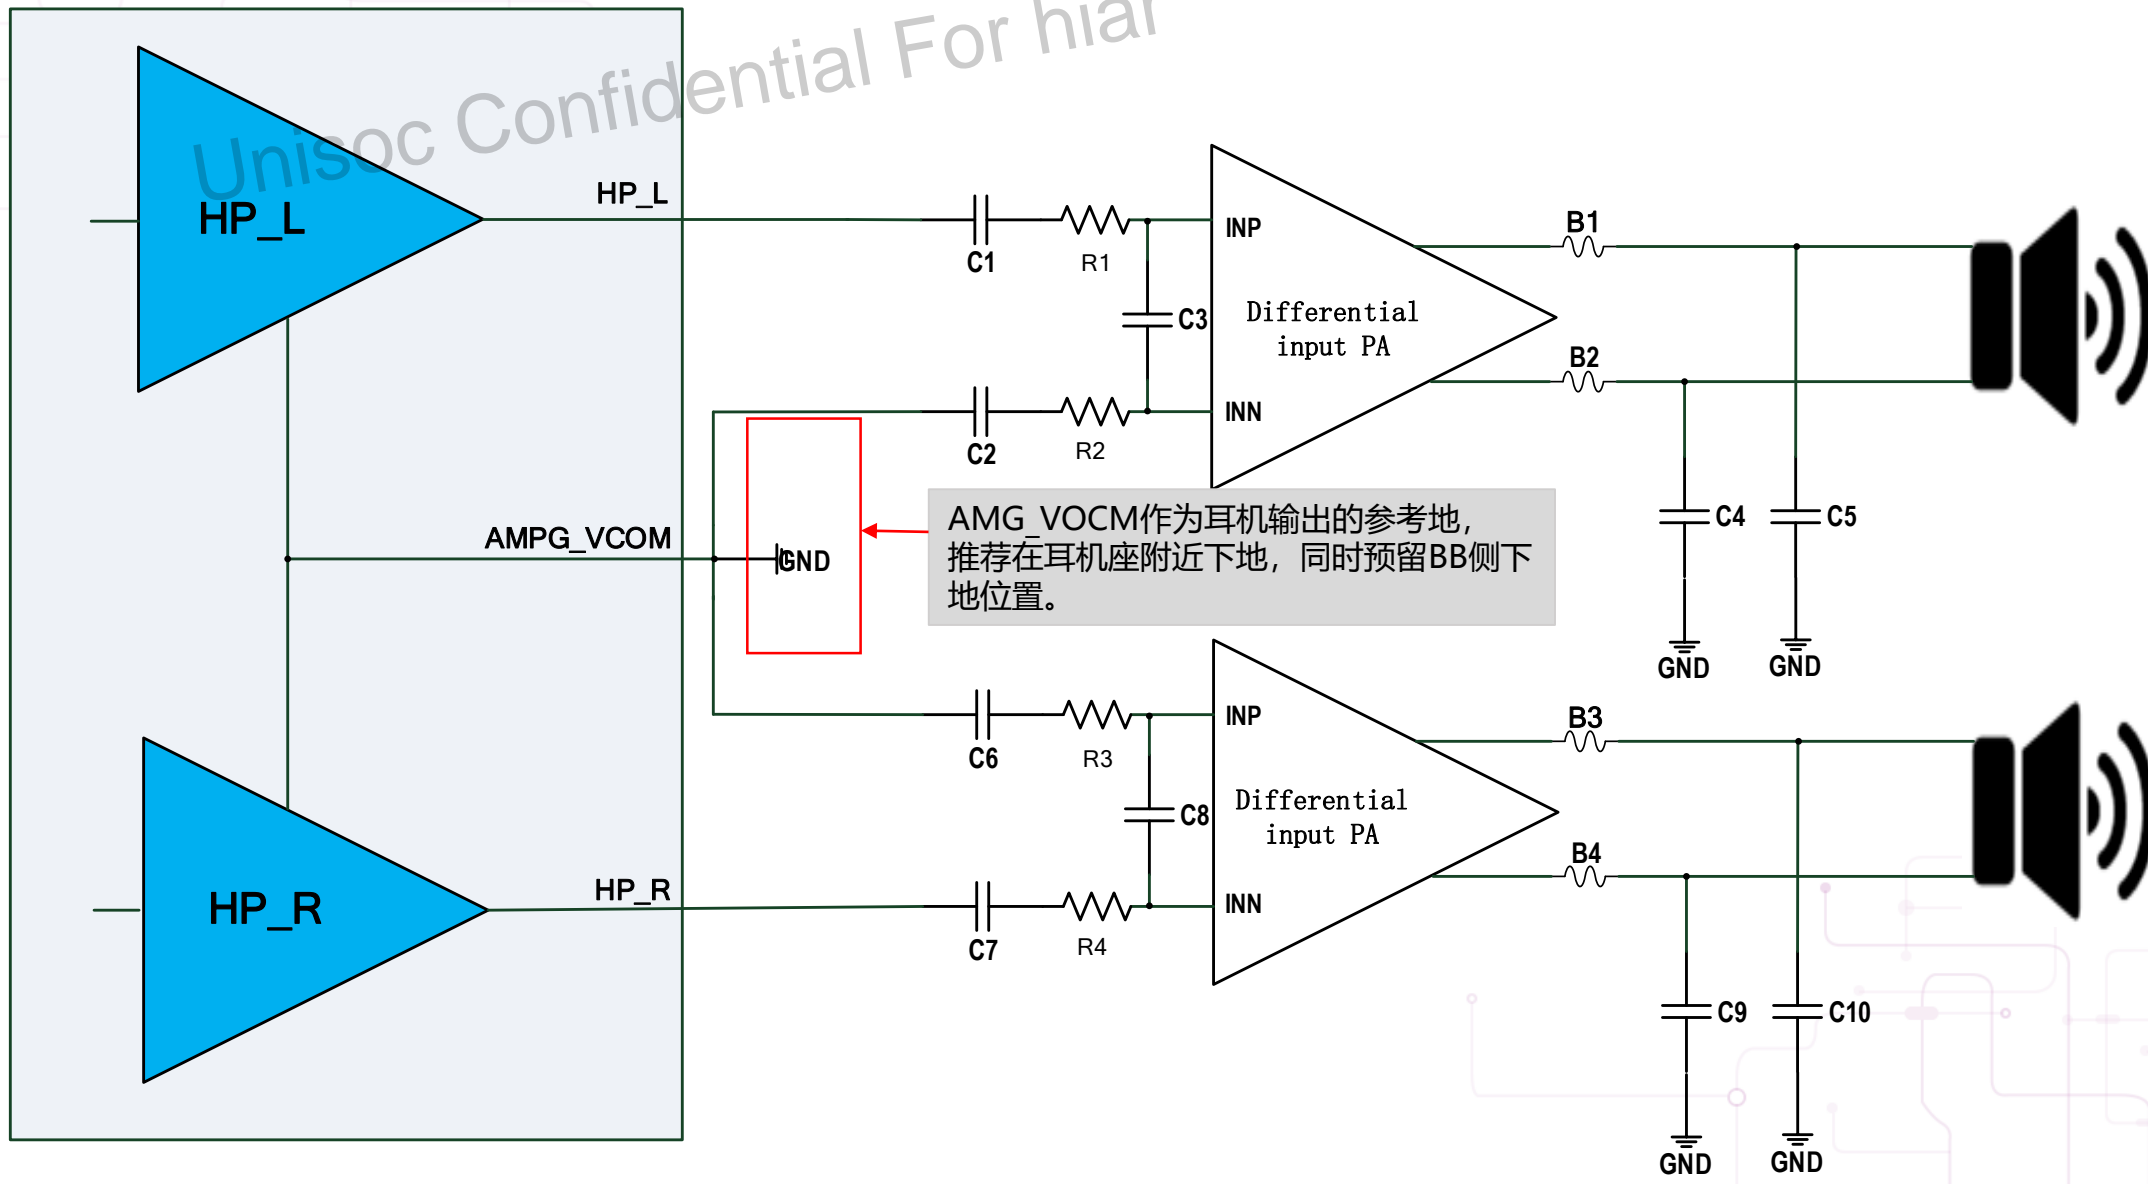 Unisoc Confidential For hiar
HP_L
HP_L
C1
R1
INP
C3
Differential
input PA
C2
R2
INN
B1
B2
C4
C5
GND
GND
AMPG_VCOM
GND
AMG_VOCM作为耳机输出的参考地，
推荐在耳机座附近下地，同时预留BB侧下
地位置。
C6
R3
INP
C8
Differential
input PA
HP_R
HP_R
C7
R4
INN
B3
B4
C9
C10
GND
GND